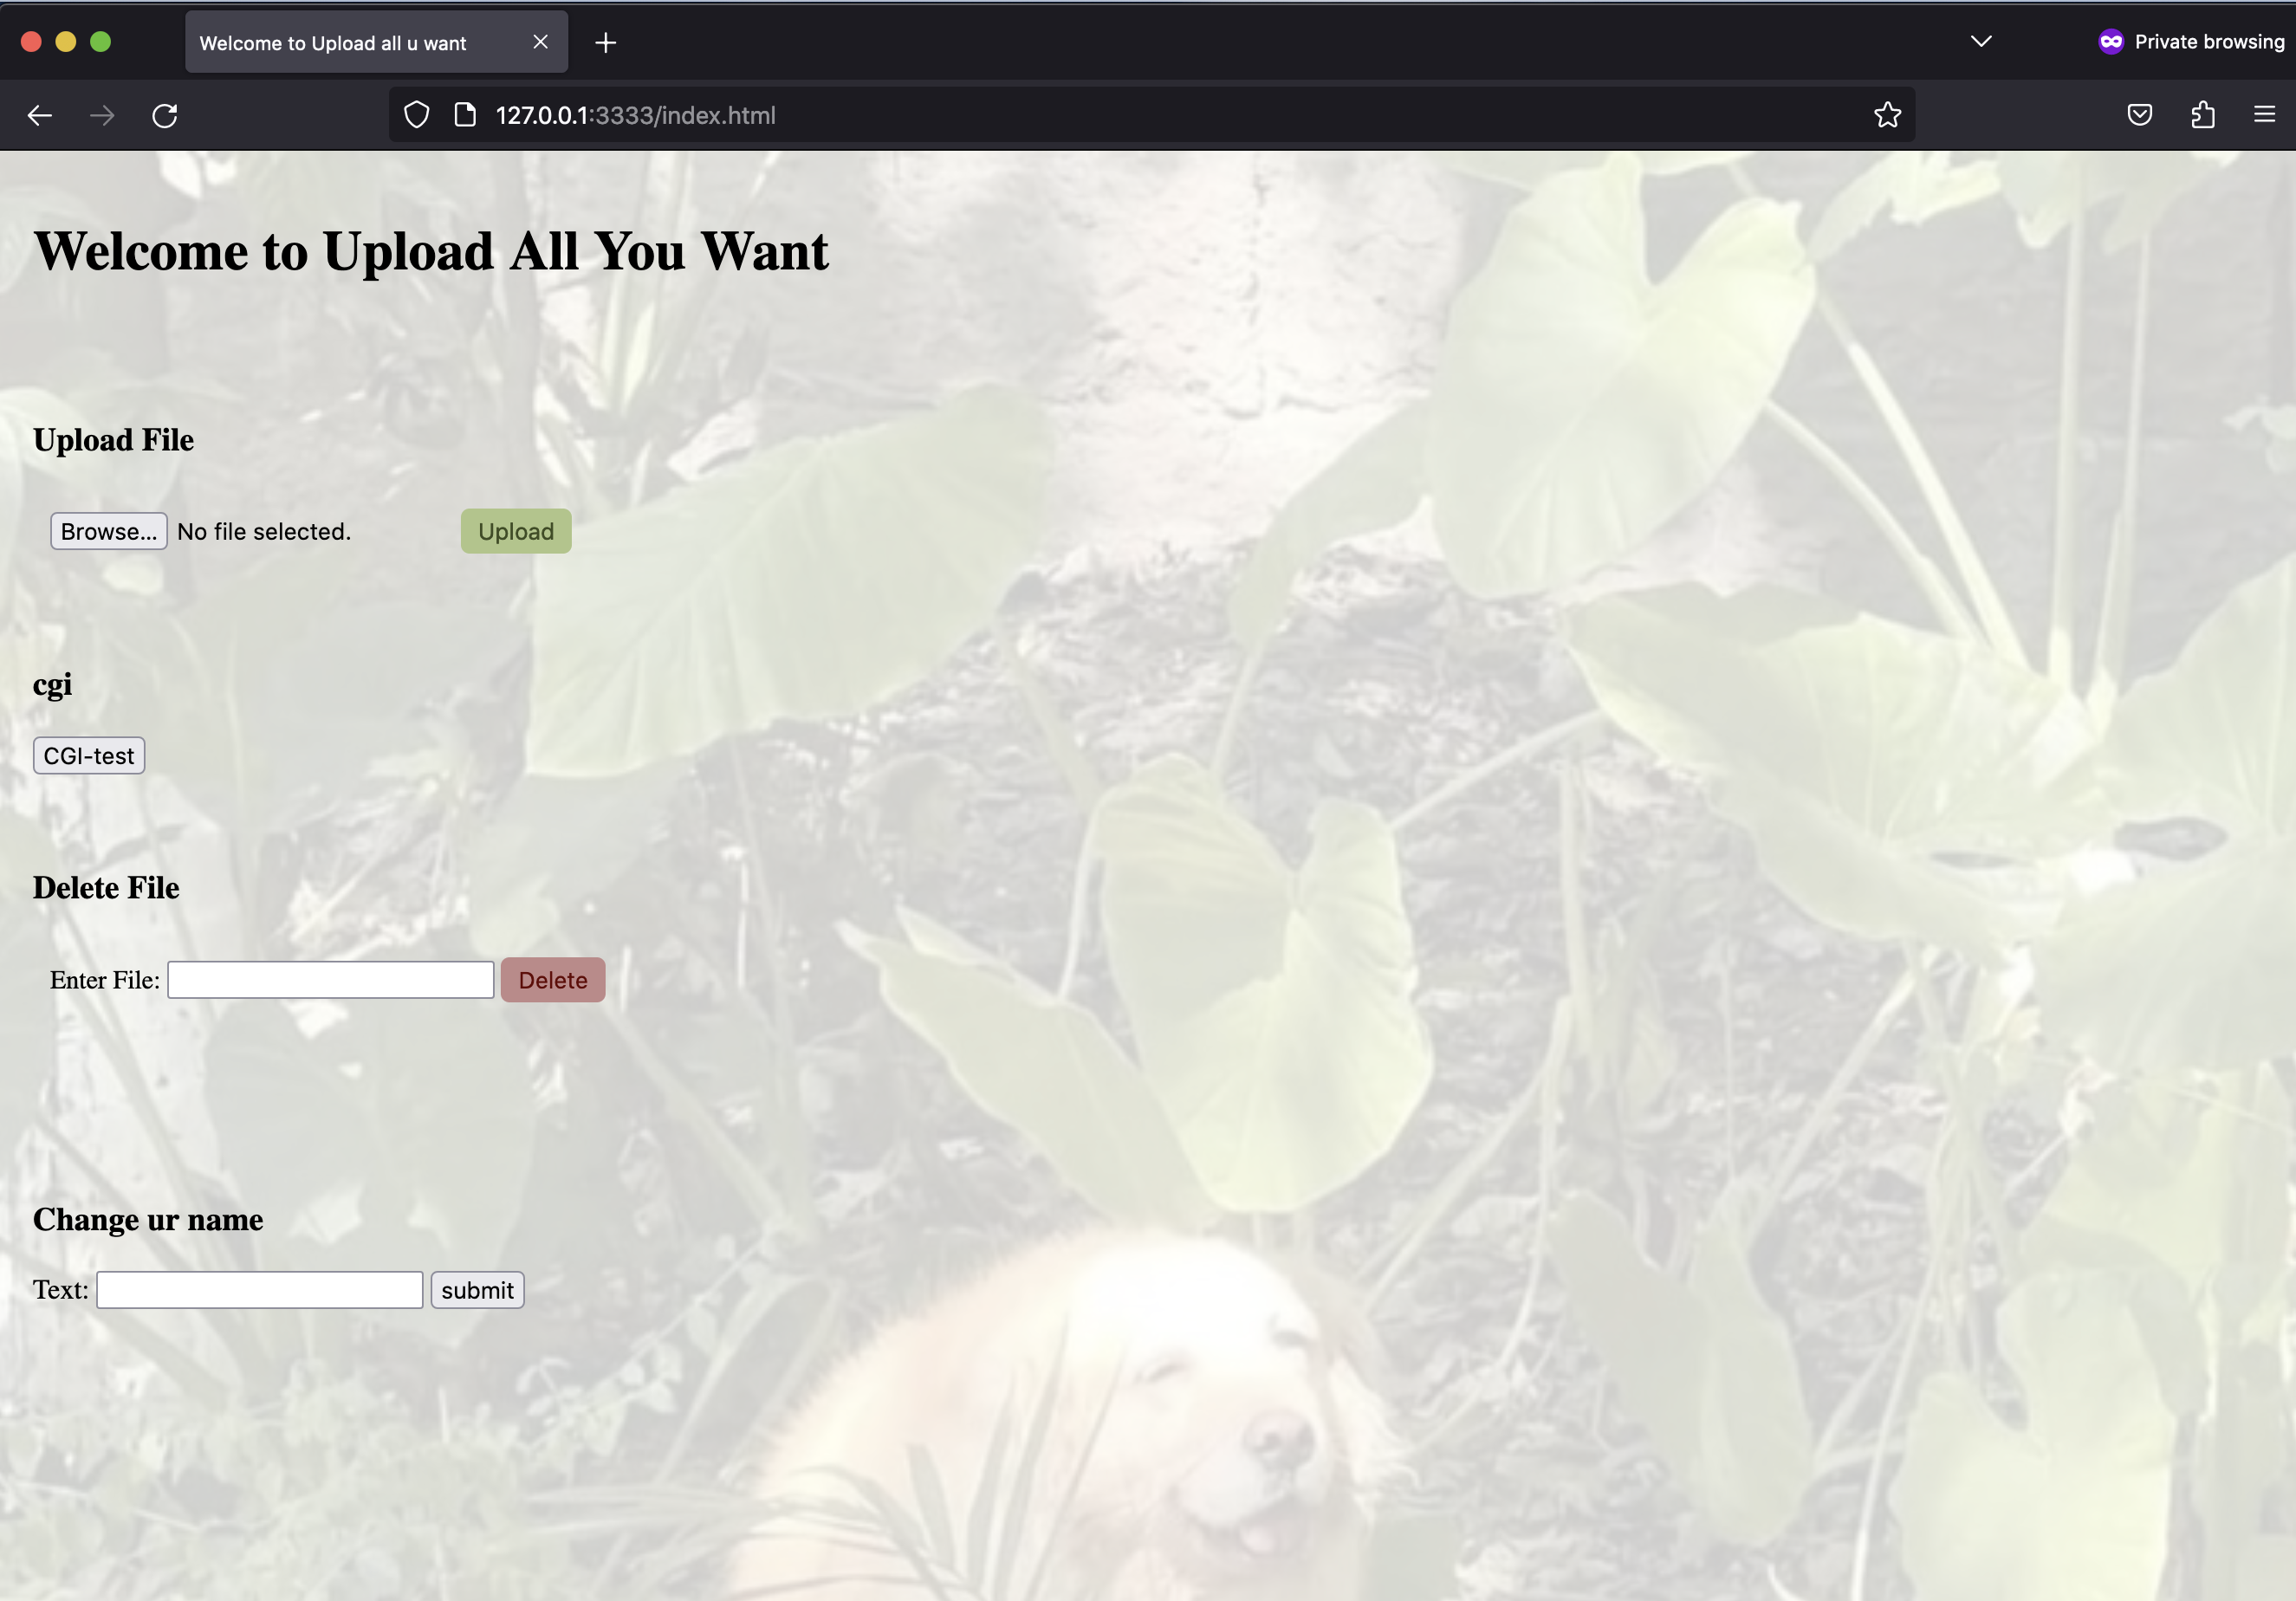 Welcome to Upload all u want
Private browsing
127.0.0.1:3333/index.html
Welcome to Upload All You Want
Upload File
Browse... No file selected. Upload
cgi
CGI-test
Delete File
Enter File: Delete
Change ur name
Text: submit